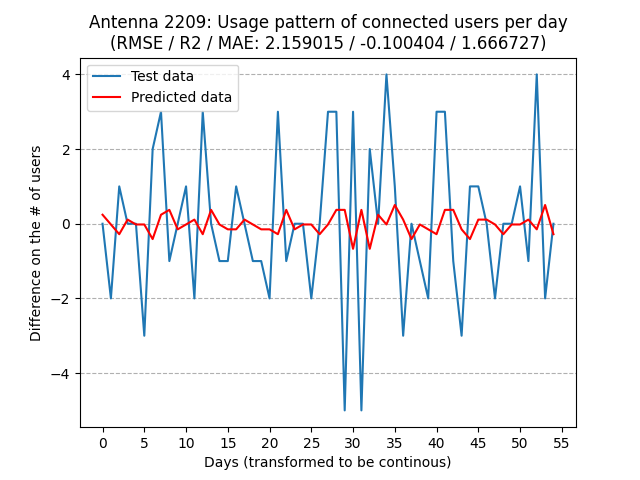 Antenna 2209: Usage pattern of connected users per day
(RMSE / R2 / MAE: 2.159015 / -0.100404 / 1.666727)
Test data
Predicted data
4
2
0
−2
−4
Difference on the # of users
0 5 10 15 20 25 30 35 40 45 50 55
Days (transformed to be continous)